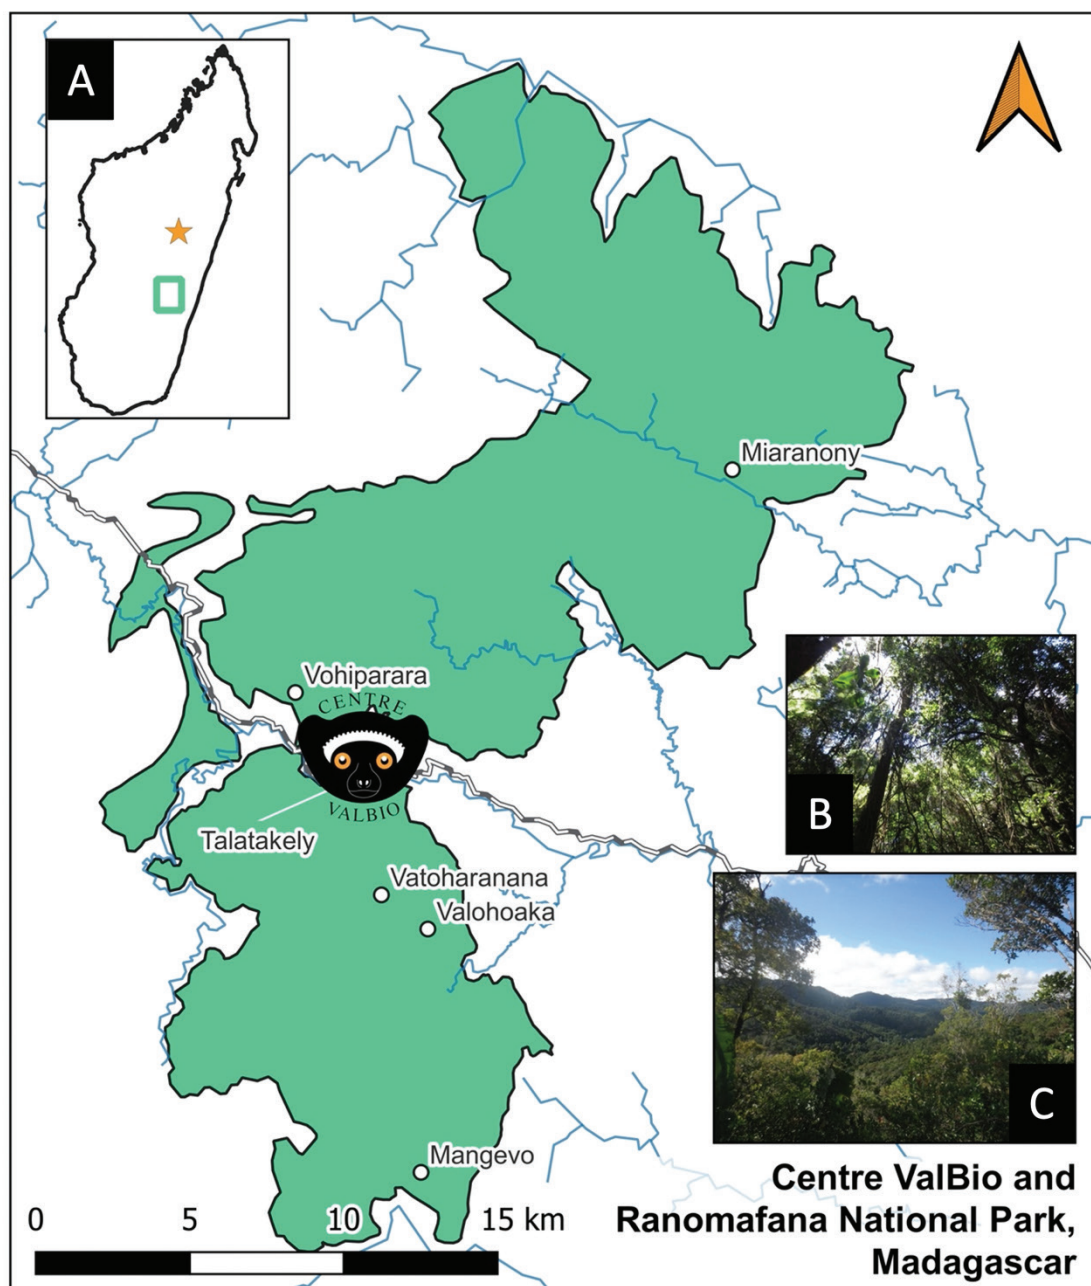 A
Miaranony
Vohiparara
CENTRE
VALBIO
Talatakely
Vatoharanana
Valohoaka
B
C
Mangevo
0 5 10 15 km
Centre ValBio and
Ranomafana National Park,
Madagascar